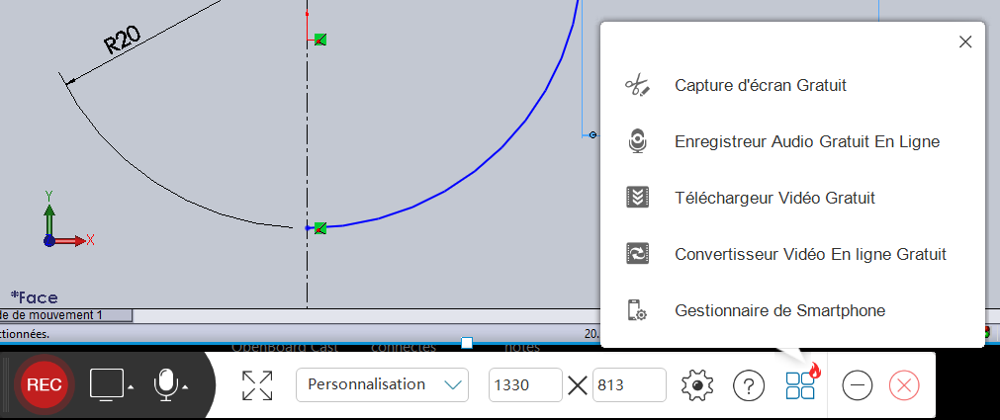 R20
Y
X
*Face
de de mouvement 1
ctionnées.
20.
OpenBoard Cast
connectés
notes
Capture d'écran Gratuit
Enregistreur Audio Gratuit En Ligne
Téléchargeur Vidéo Gratuit
Convertisseur Vidéo En ligne Gratuit
Gestionnaire de Smartphone
REC
Personnalisation
1330
813
?